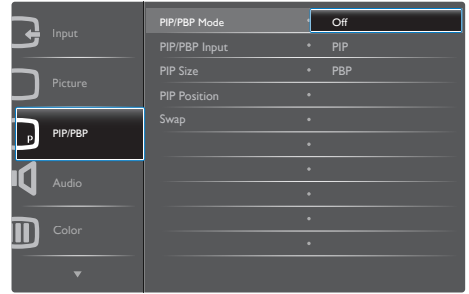 Input
Picture
P
PIP/PBP
Audio
Color
PIP/PBP Mode
PIP/PBP Input
PIP Size
PIP Position
Swap
Off
PIP
PBP